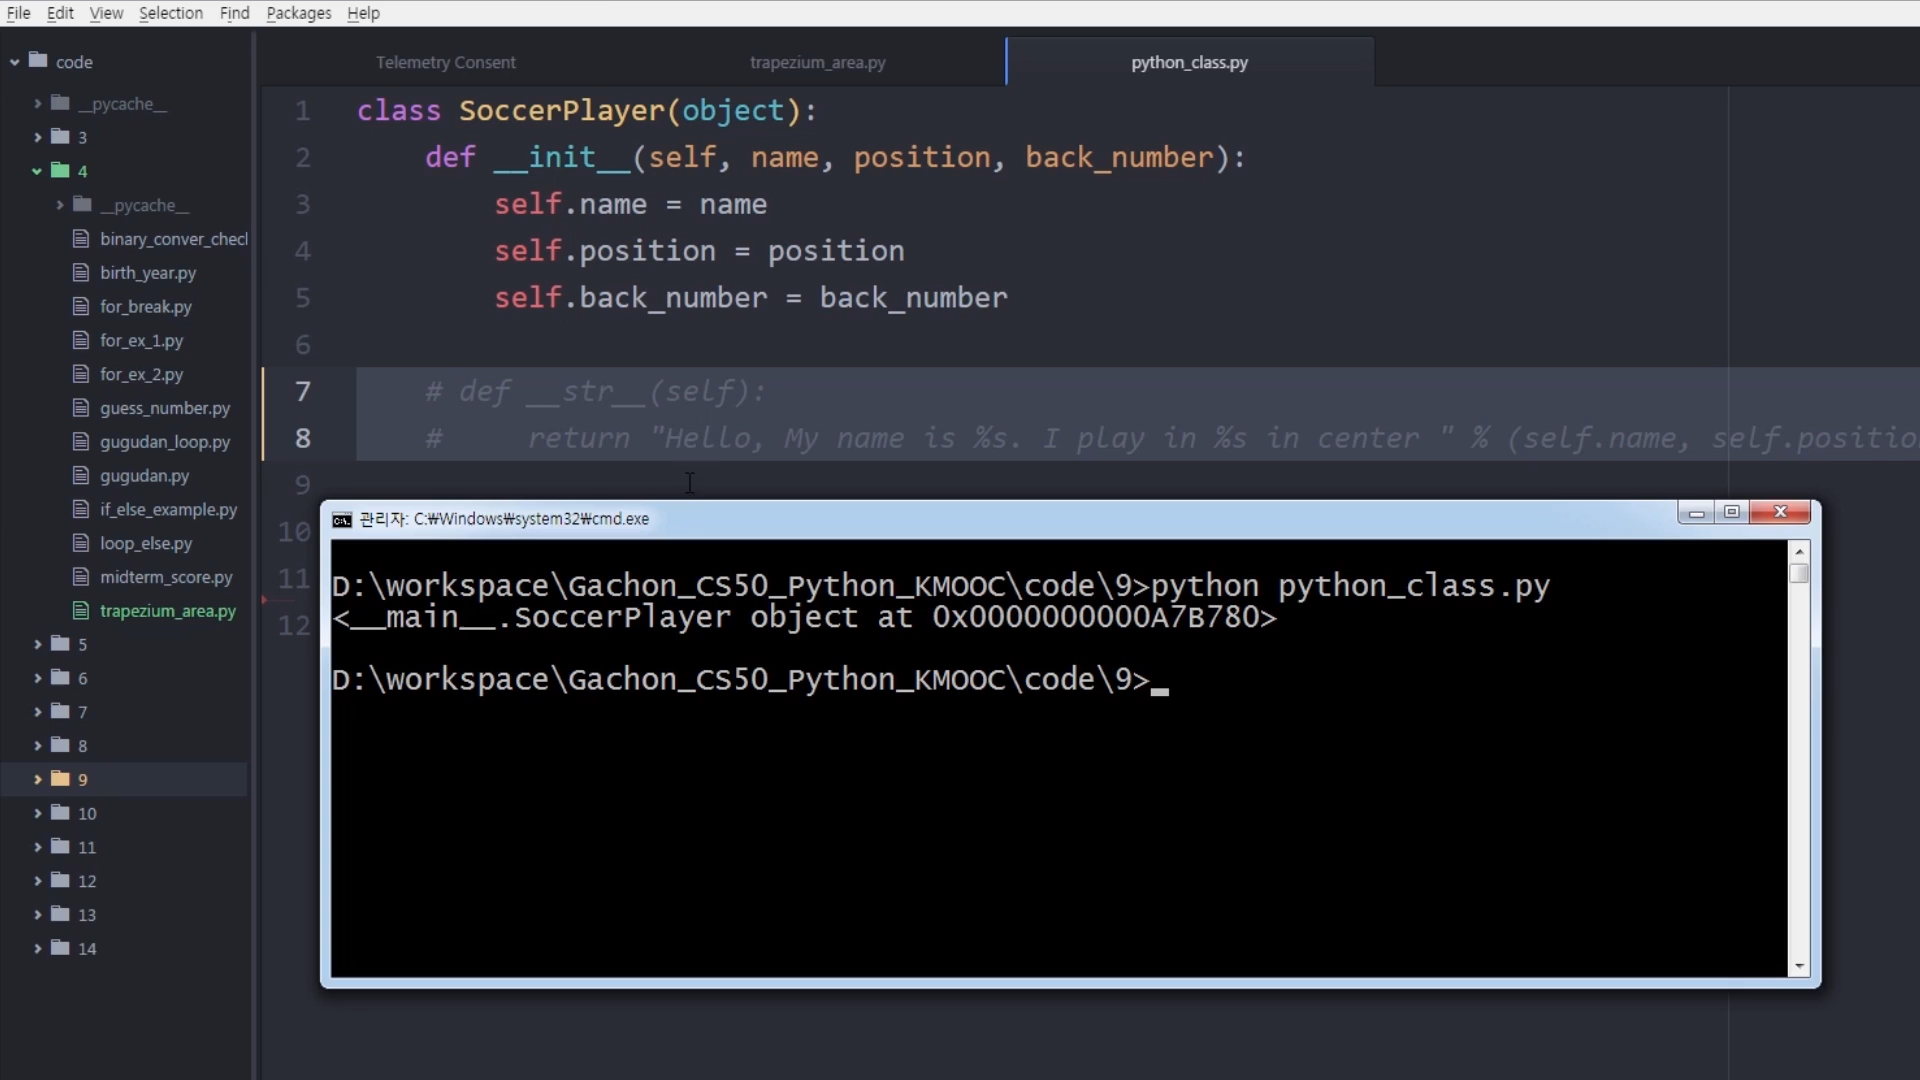 File Edit View Selection Find Packages Help
code
__pycache__
3
4
__pycache__
binary_conver_checl
birth_year.py
for_break.py
for_ex_1.py
for_ex_2.py
guess_number.py
gugudan_loop.py
gugudan.py
if_else_example.py
loop_else.py
midterm_score.py
trapezium_area.py
5
6
7
8
9
10
11
12
13
14
Telemetry Consent trapezium_area.py python_class.py
1 class SoccerPlayer(object):
2 def __init__(self, name, position, back_number):
3 self.name = name
4 self.position = position
5 self.back_number = back_number
6
7 # def __str__(self):
8 # return "Hello, My name is %s. I play in %s in center " % (self.name, self.positio
9
10
11
12
관리자: C:₩Windows₩system32₩cmd.exe
D:\workspace\Gachon_CS50_Python_KMOOC\code\9>python python_class.py
<__main__.SoccerPlayer object at 0x0000000000A7B780>
D:\workspace\Gachon_CS50_Python_KMOOC\code\9>_